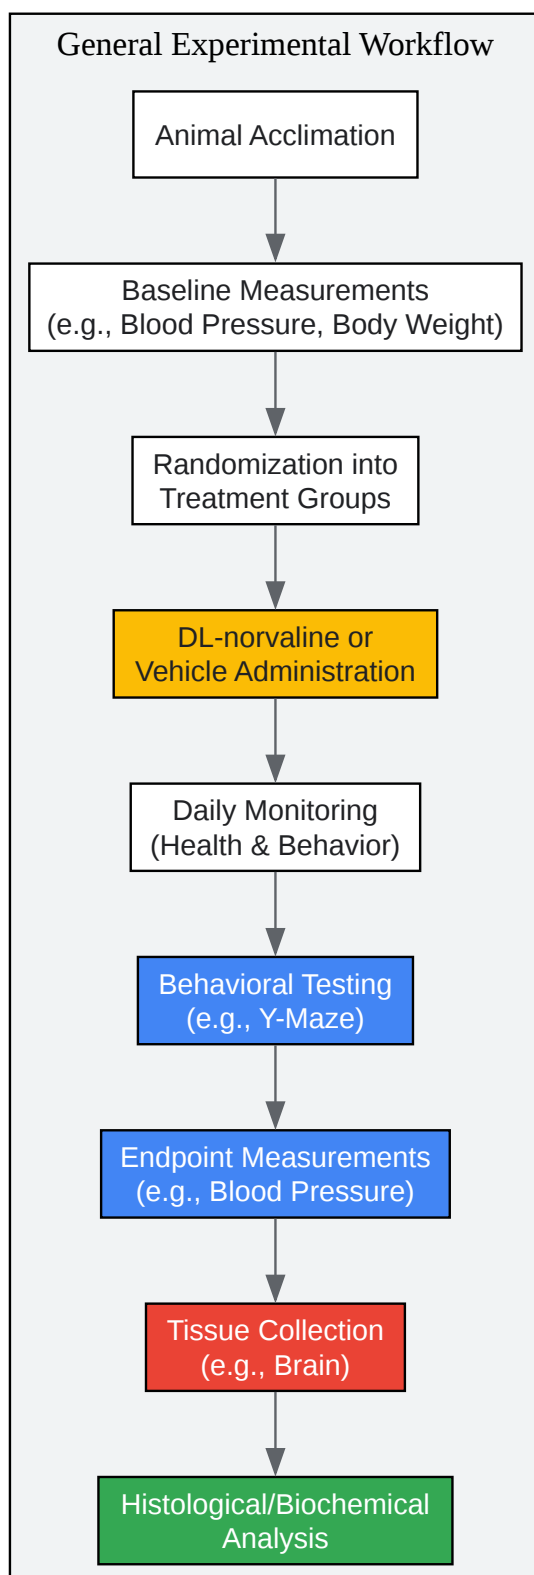 General Experimental Workflow
Animal Acclimation
Baseline Measurements
(e.g., Blood Pressure, Body Weight)
Randomization into
Treatment Groups
DL-norvaline or
Vehicle Administration
Daily Monitoring
(Health & Behavior)
Behavioral Testing
(e.g., Y-Maze)
Endpoint Measurements
(e.g., Blood Pressure)
Tissue Collection
(e.g., Brain)
Histological/Biochemical
Analysis